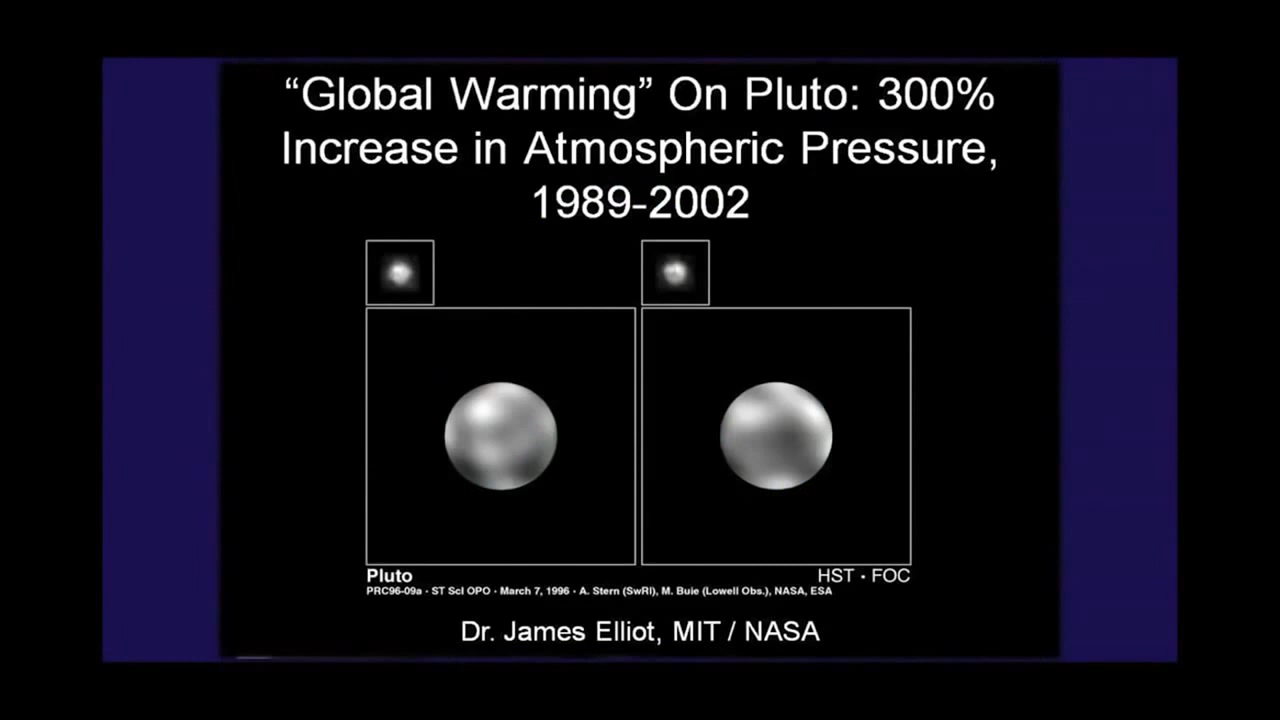 “Global Warming” On Pluto: 300%
Increase in Atmospheric Pressure,
1989-2002
Pluto
HST • FOC
PRC96-09a • ST ScI OPO • March 7, 1996 • A. Stern (SwRI), M. Buie (Lowell Obs.), NASA, ESA
Dr. James Elliot, MIT / NASA